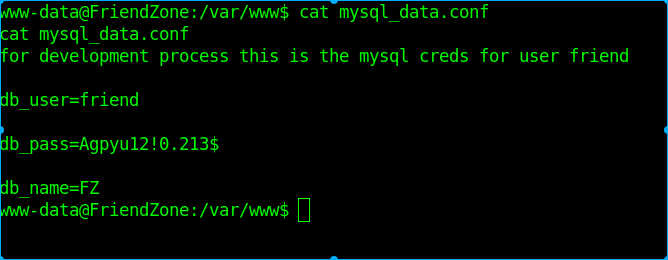 www-data@FriendZone:/var/www$ cat mysql_data.conf
cat mysql_data.conf
for development process this is the mysql creds for user friend
db_user=friend
db_pass=Agpyu12!0.213$
db_name=FZ
www-data@FriendZone:/var/www$